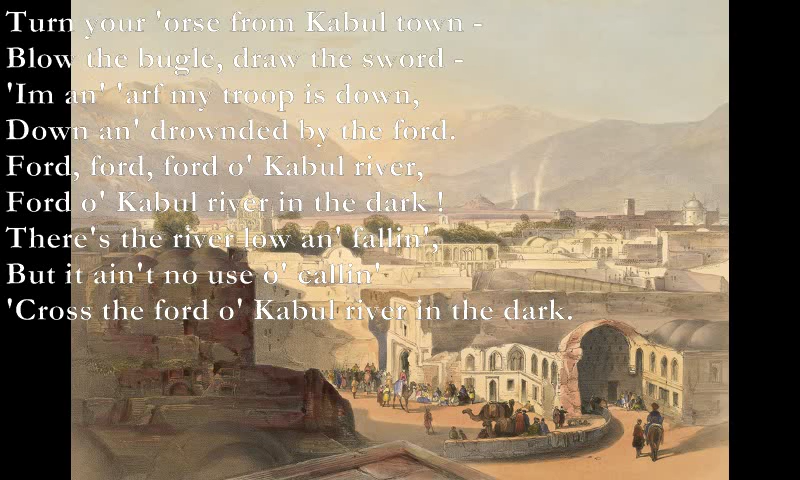 Turn your 'orse from Kabul town -
Blow the bugle, draw the sword -
'Im an' 'arf my troop is down,
Down an' drownded by the ford.
Ford, ford, ford o' Kabul river,
Ford o' Kabul river in the dark !
There's the river low an' fallin',
But it ain't no use o' callin'
'Cross the ford o' Kabul river in the dark.